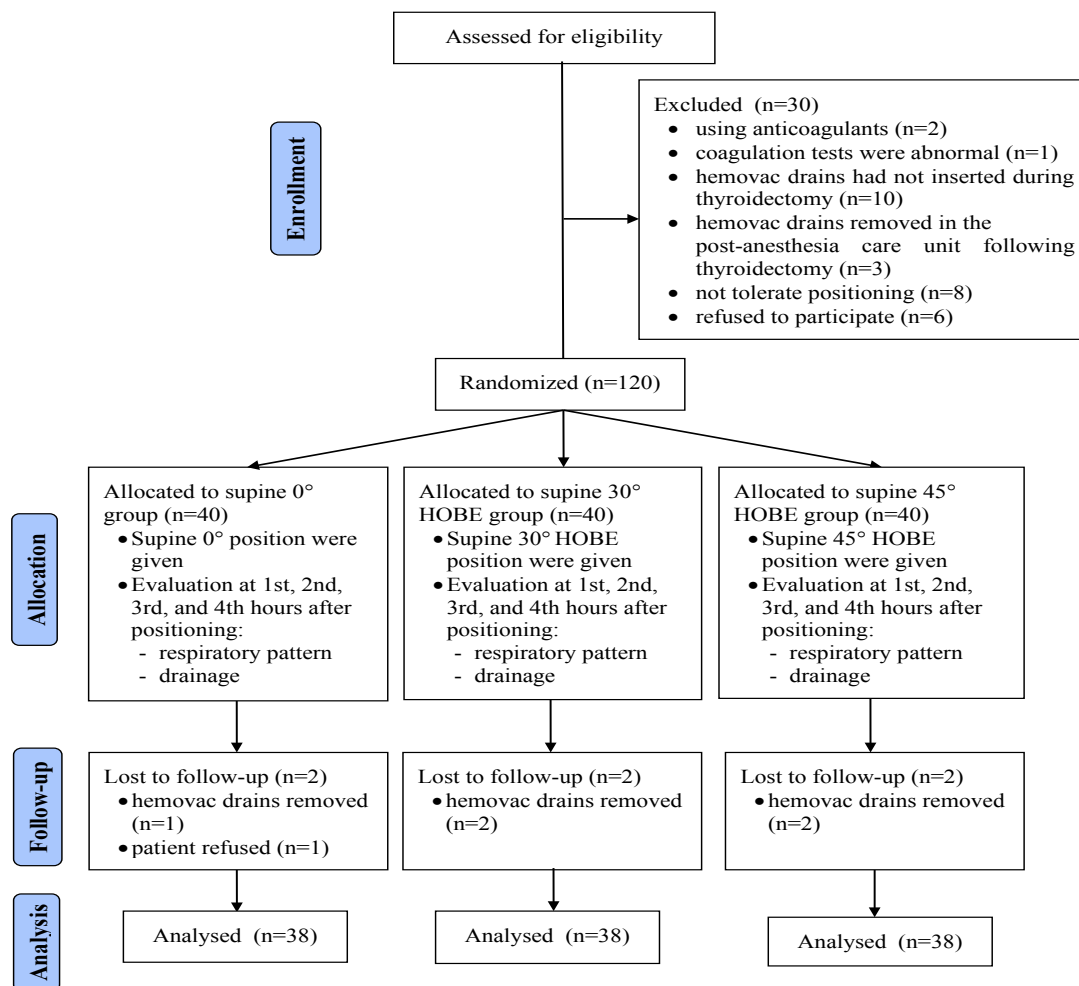 Assessed for eligibility
Enrollment
Excluded (n=30)
• using anticoagulants (n=2)
• coagulation tests were abnormal (n=1)
• hemovac drains had not inserted during
thyroidectomy (n=10)
• hemovac drains removed in the
post-anesthesia care unit following
thyroidectomy (n=3)
• not tolerate positioning (n=8)
• refused to participate (n=6)
Randomized (n=120)
Allocation
Allocated to supine 0°
group (n=40)
• Supine 0° position were
given
• Evaluation at 1st, 2nd,
3rd, and 4th hours after
positioning:
- respiratory pattern
- drainage
Allocated to supine 30°
HOBE group (n=40)
• Supine 30° HOBE
position were given
• Evaluation at 1st, 2nd,
3rd, and 4th hours after
positioning:
- respiratory pattern
- drainage
Allocated to supine 45°
HOBE group (n=40)
• Supine 45° HOBE
position were given
• Evaluation at 1st, 2nd,
3rd, and 4th hours after
positioning:
- respiratory pattern
- drainage
Follow-up
Lost to follow-up (n=2)
• hemovac drains removed
(n=1)
• patient refused (n=1)
Lost to follow-up (n=2)
• hemovac drains removed
(n=2)
Lost to follow-up (n=2)
• hemovac drains removed
(n=2)
Analysis
Analysed (n=38)
Analysed (n=38)
Analysed (n=38)